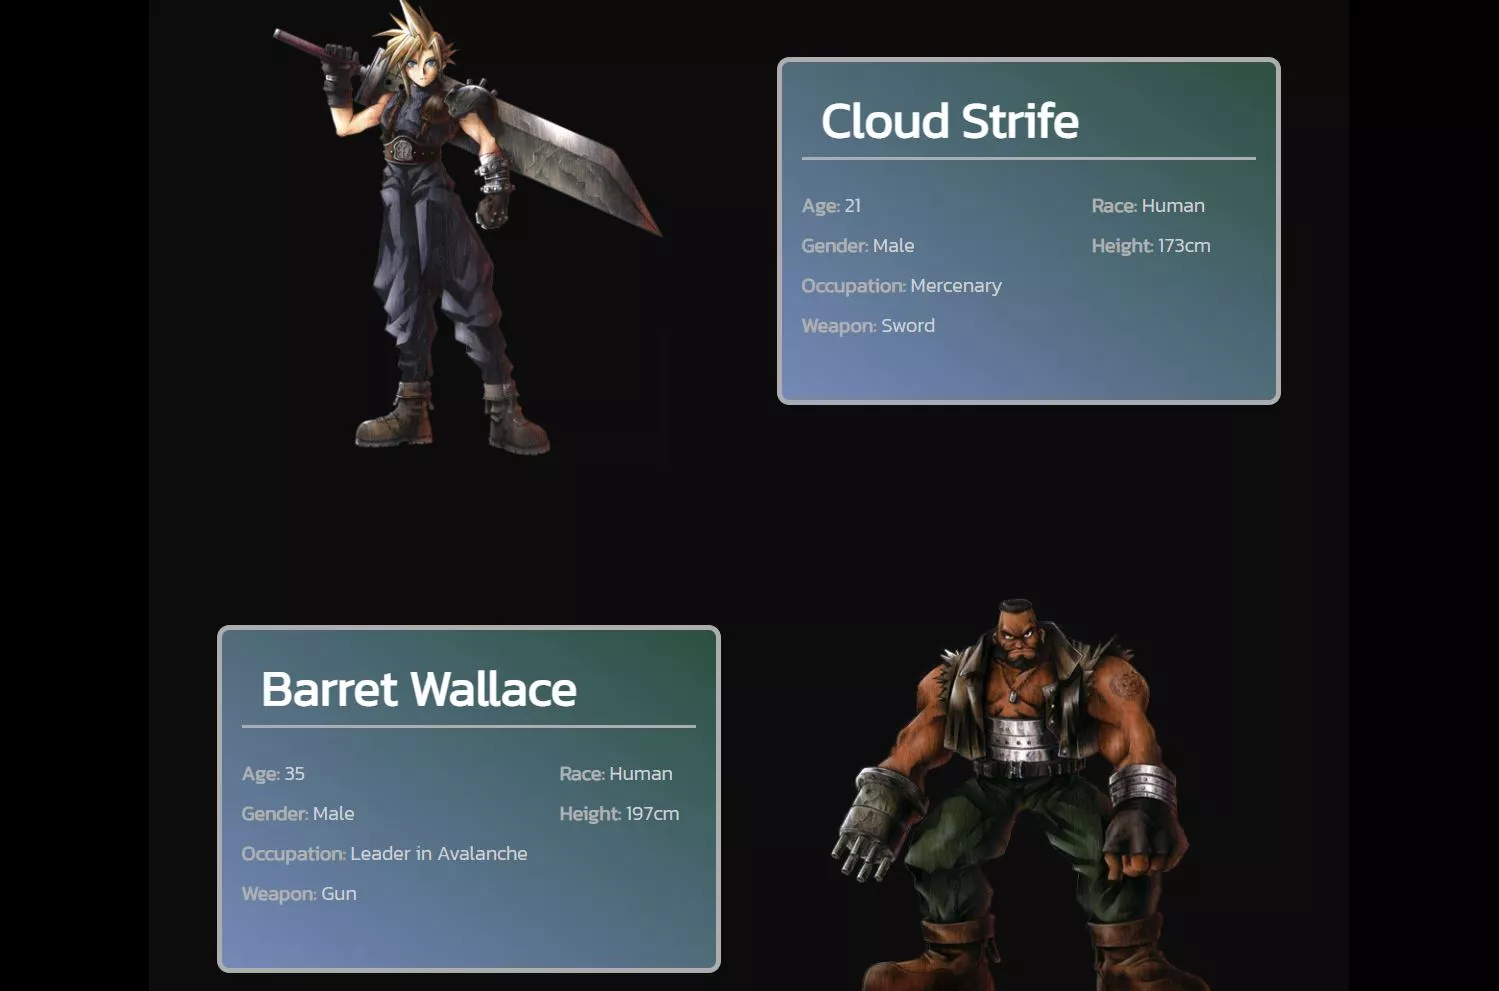 Cloud Strife
Age: 21
Race: Human
Gender: Male
Height: 173cm
Occupation: Mercenary
Weapon: Sword
Barret Wallace
Age: 35
Race: Human
Gender: Male
Height: 197cm
Occupation: Leader in Avalanche
Weapon: Gun